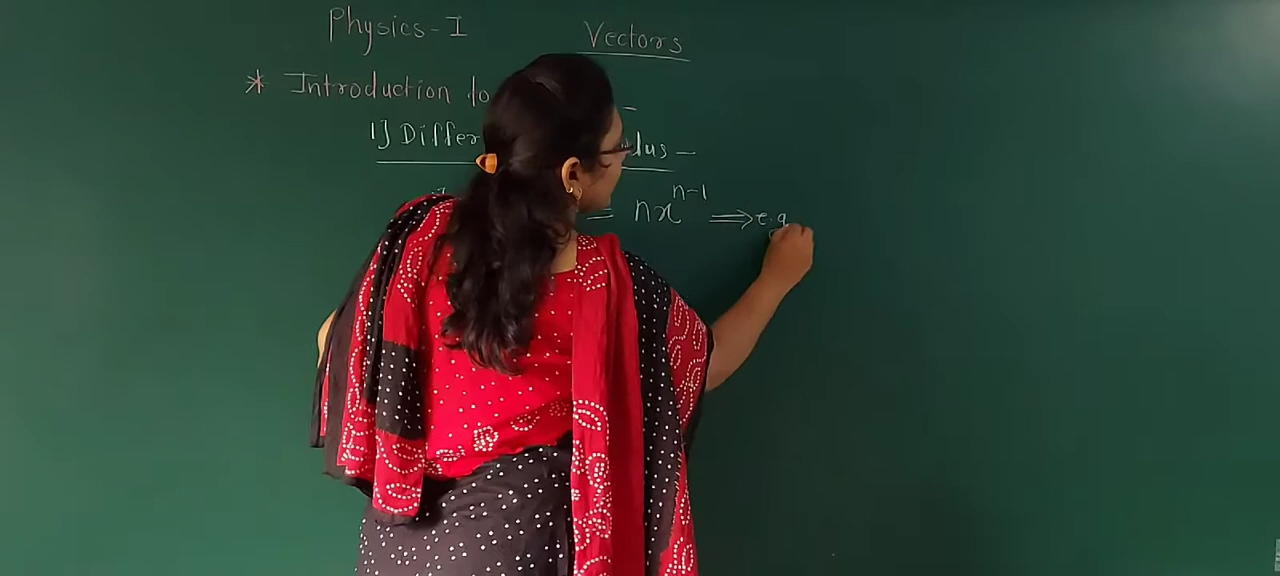 Physics-I Vectors
* Introduction to -
1] Differ lus -
= nx^{n-1} ⟹ e.g